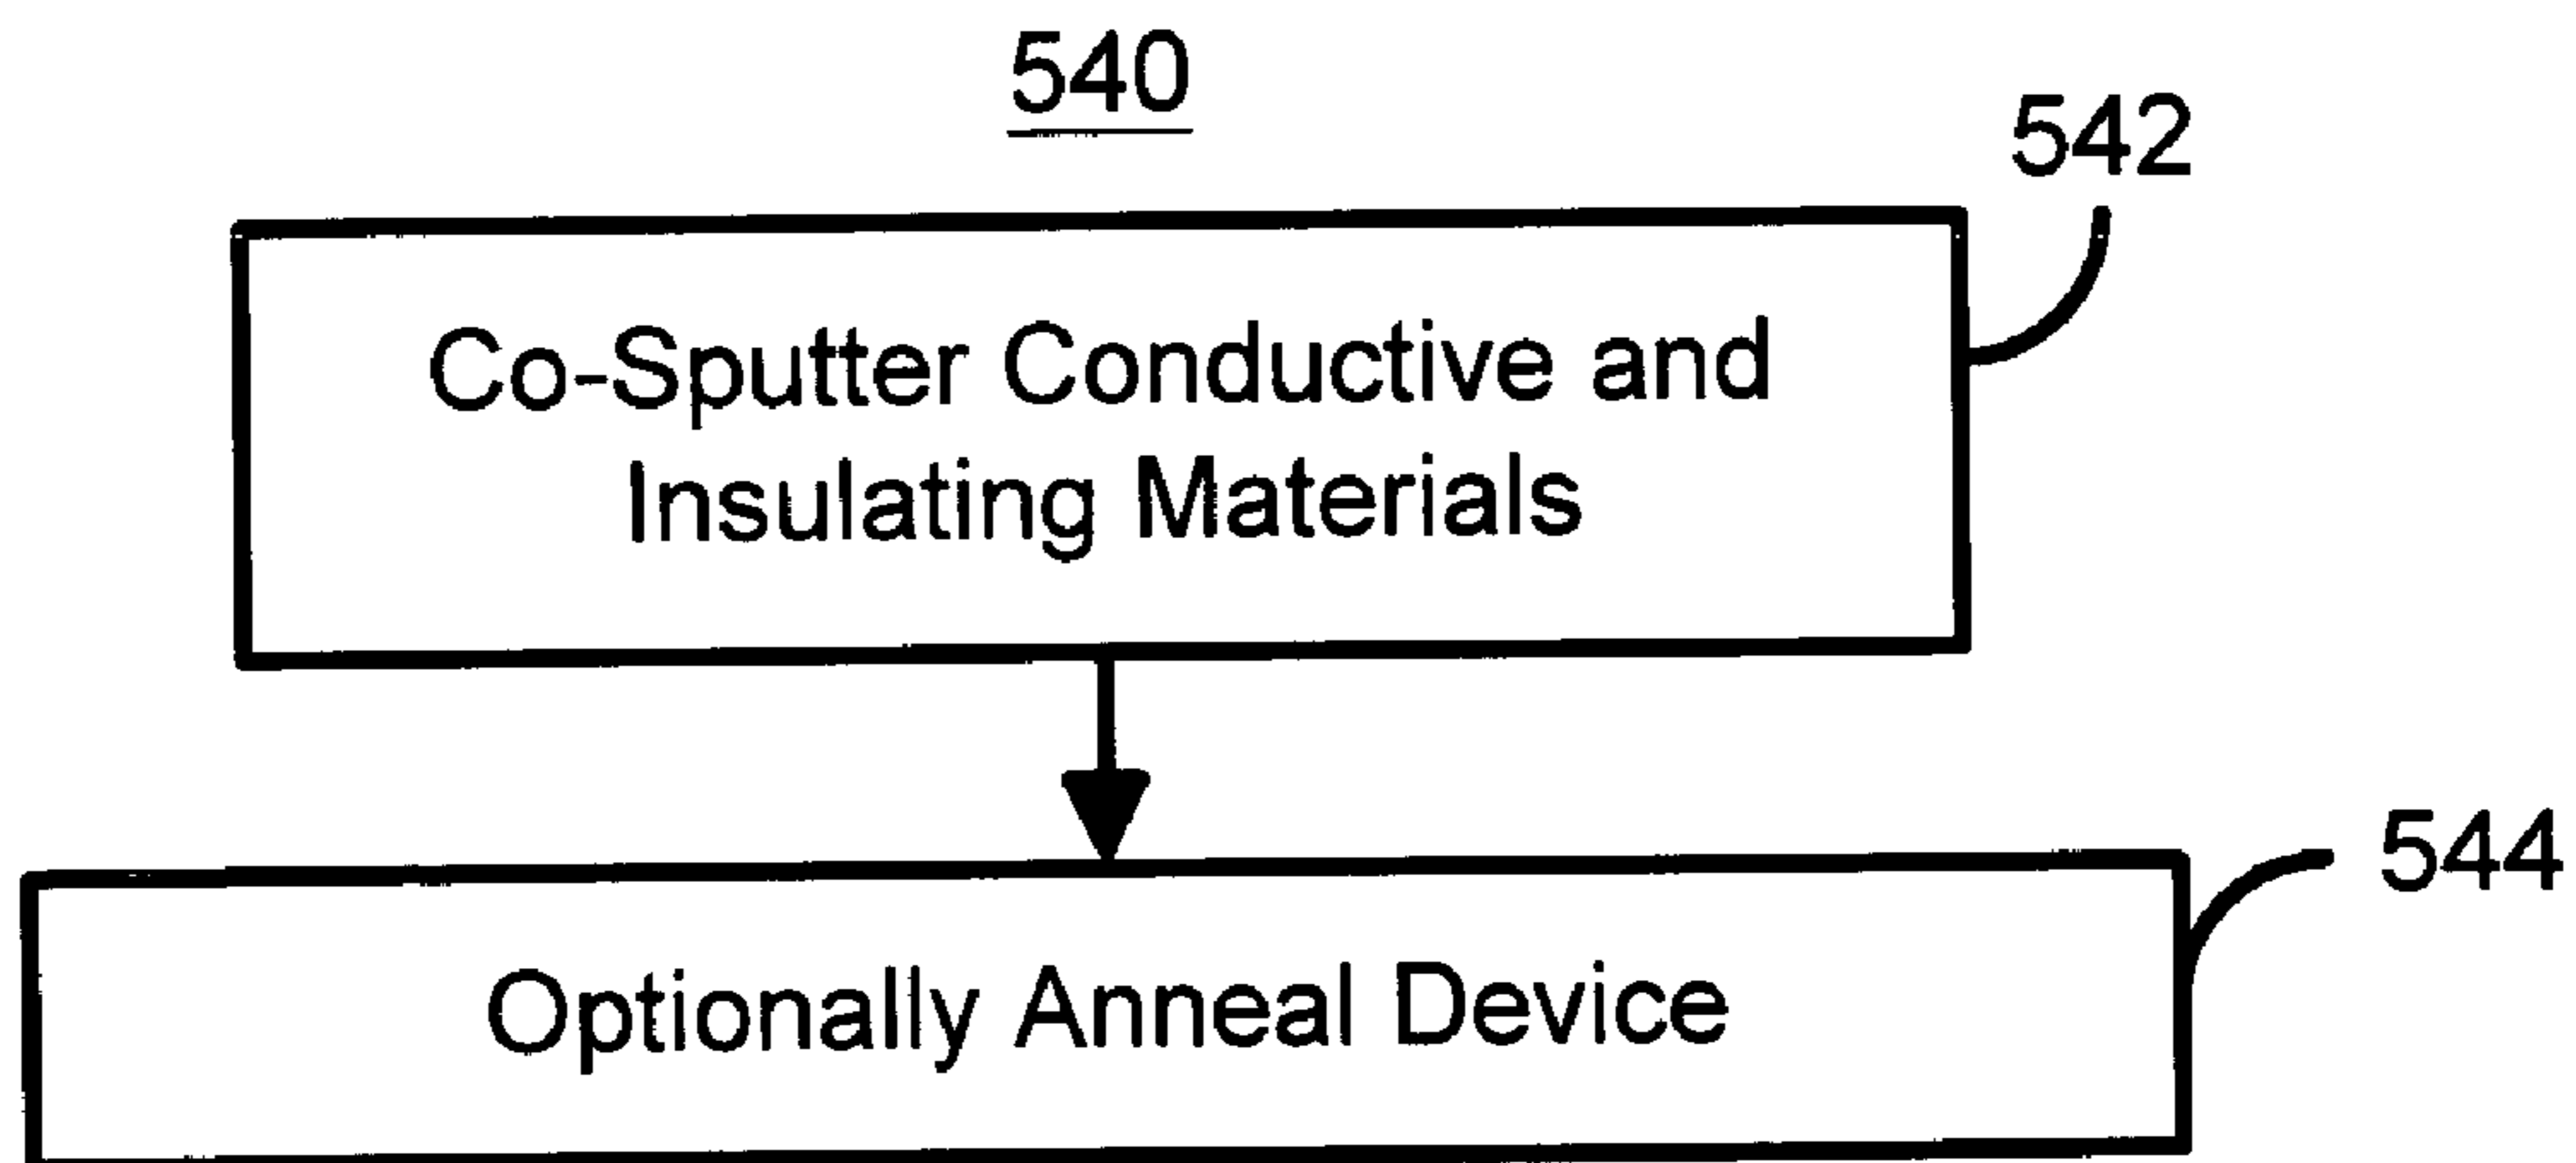 540
542
Co-Sputter Conductive and
Insulating Materials
544
Optionally Anneal Device